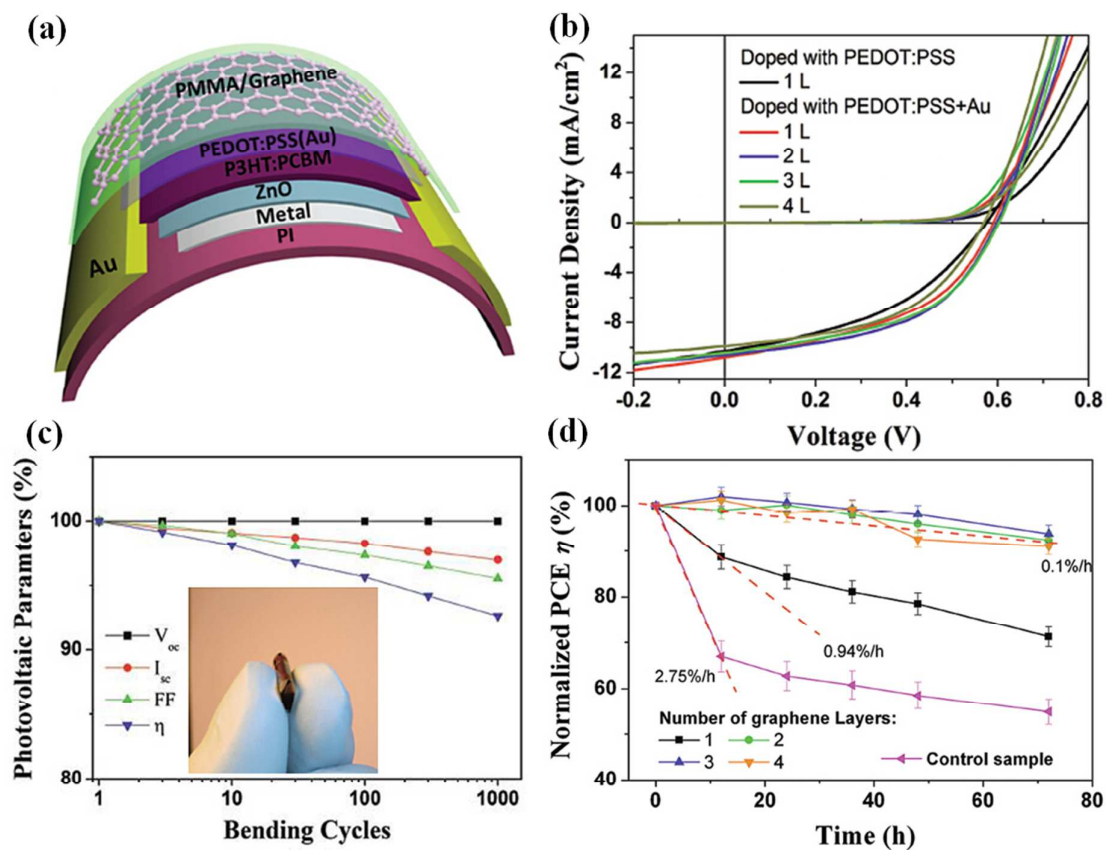 (a)
PMMA/Graphene
PEDOT:PSS(Au)
P3HT:PCBM
ZnO
Metal
PI
Au
(b)
Current Density (mA/cm²)
12
8
4
0
-4
-8
-12
Doped with PEDOT:PSS
1 L
Doped with PEDOT:PSS+Au
1 L
2 L
3 L
4 L
-0.2 0.0 0.2 0.4 0.6 0.8
Voltage (V)
(c)
Photovoltaic Paramters (%)
100
90
80
V oc
I sc
FF
η
1 10 100 1000
Bending Cycles
(d)
Normalized PCE η (%)
100
80
60
40
0.1%/h
0.94%/h
2.75%/h
Number of graphene Layers:
1 2
3 4
Control sample
0 20 40 60 80
Time (h)